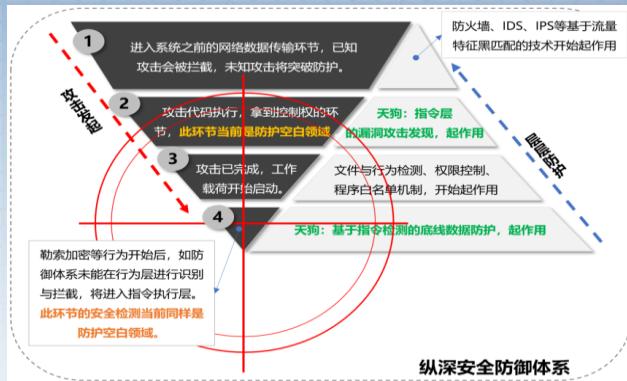 1
进入系统之前的网络数据传输环节，已知
攻击会被拦截，未知攻击将突破防护。
防火墙、IDS、IPS等基于流量
特征黑匹配的技术开始起作用
攻击发起
2
攻击代码执行，拿到控制权的环
节，此环节当前是防护空白领域
天狗：指令层
的漏洞攻击发现，起作用
层层防护
3
攻击已完成，工作
载荷开始启动。
文件与行为检测、权限控制、
程序白名单机制，开始起作用
4
天狗：基于指令检测的底线数据防护，起作用
勒索加密等行为开始后，如防
御体系未能在行为层进行识别
与拦截，将进入指令执行层。
此环节的安全检测当前同样是
防护空白领域。
纵深安全防御体系